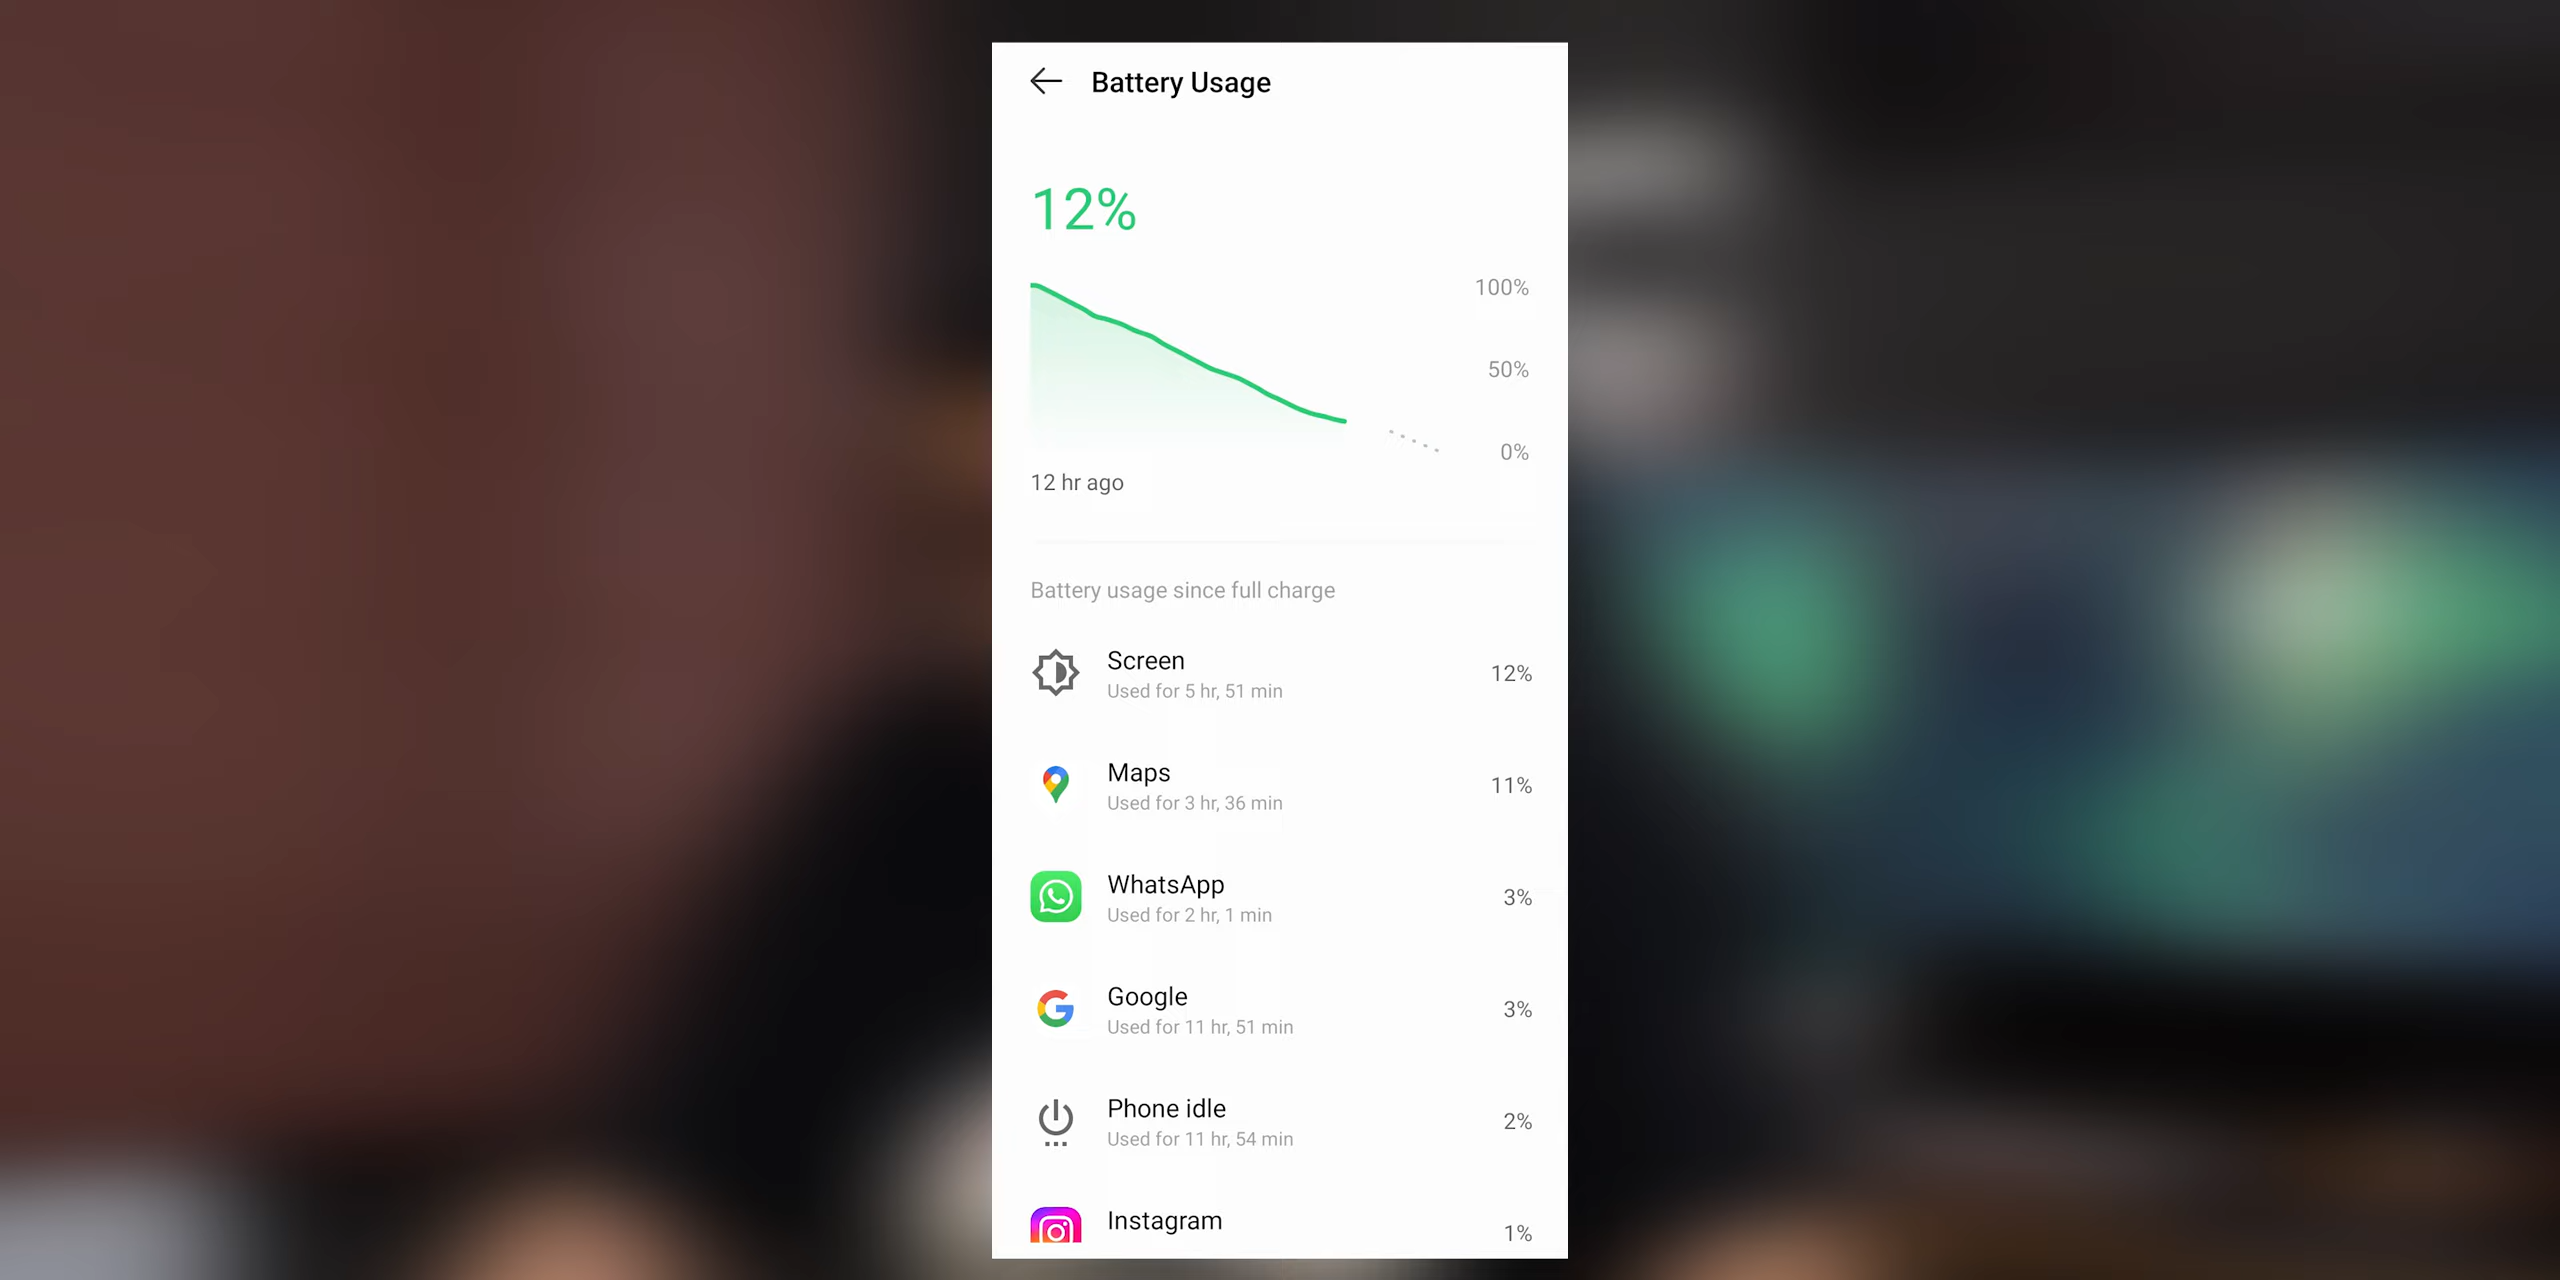 Battery Usage
12%
100%
50%
0%
12 hr ago
Battery usage since full charge
Screen
Used for 5 hr, 51 min
12%
Maps
Used for 3 hr, 36 min
11%
WhatsApp
Used for 2 hr, 1 min
3%
Google
Used for 11 hr, 51 min
3%
Phone idle
Used for 11 hr, 54 min
2%
Instagram
1%